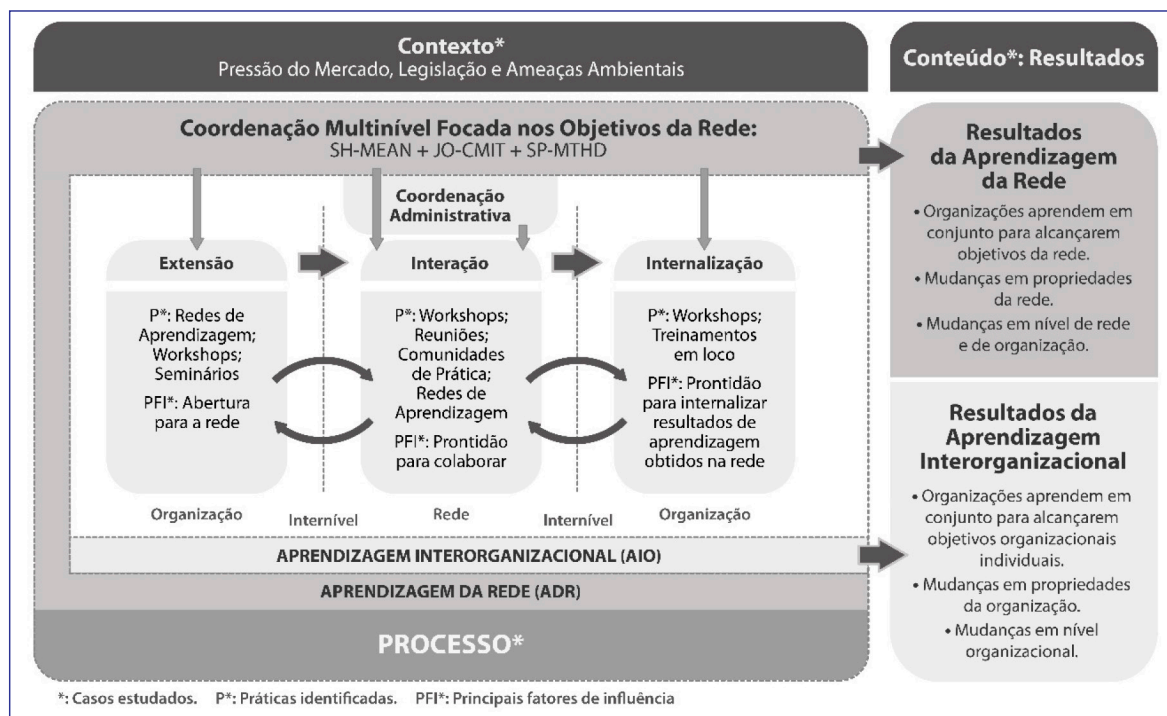 Contexto*
Pressão do Mercado, Legislação e Ameaças Ambientais
Coordenação Multinível Focada nos Objetivos da Rede:
SH-MEAN + JO-CMIT + SP-MTHD
Coordenação
Administrativa
Extensão
P*: Redes de
Aprendizagem;
Workshops;
Seminários
PFI*: Abertura
para a rede
Interação
P*: Workshops;
Reuniões;
Comunidades
de Prática;
Redes de
Aprendizagem
PFI*: Prontidão
para colaborar
Internalização
P*: Workshops;
Treinamentos
em loco
PFI*: Prontidão
para internalizar
resultados de
aprendizagem
obtidos na rede
Organização
Internível
Rede
Internível
Organização
APRENDIZAGEM INTERORGANIZACIONAL (AIO)
APRENDIZAGEM DA REDE (ADR)
PROCESSO*
Conteúdo*: Resultados
Resultados
da Aprendizagem
da Rede
• Organizações aprendem em
conjunto para alcançarem
objetivos da rede.
• Mudanças em propriedades
da rede.
• Mudanças em nível de rede
e de organização.
Resultados da
Aprendizagem
Interorganizacional
• Organizações aprendem em
conjunto para alcançarem
objetivos organizacionais
individuais.
• Mudanças em propriedades
da organização.
• Mudanças em nível
organizacional.
*: Casos estudados. P*: Práticas identificadas. PFI*: Principais fatores de influência